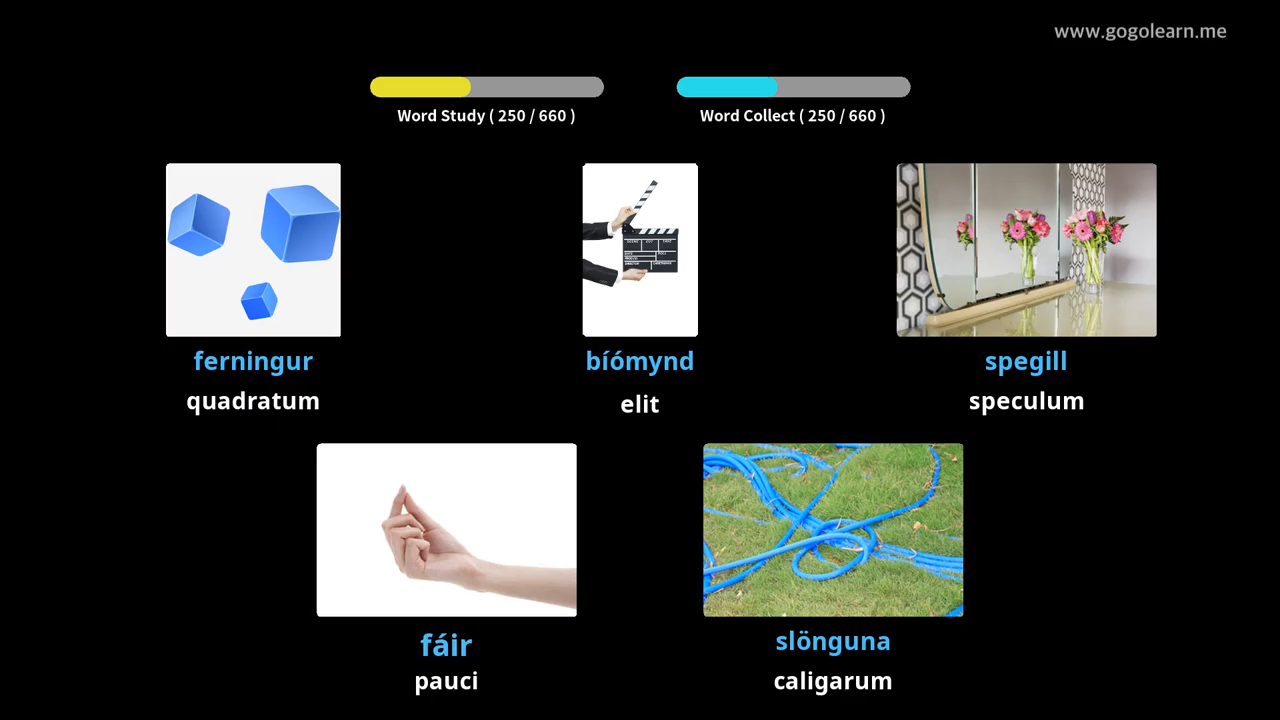 www.gogolearn.me
Word Study ( 250 / 660 )
Word Collect ( 250 / 660 )
ferningur
quadratum
bíómynd
elit
spegill
speculum
fáir
pauci
slönguna
caligarum